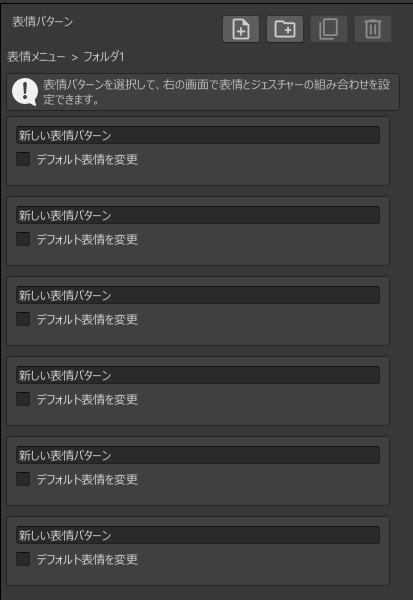 表情パターン
表情メニュー > フォルダ1
表情パターンを選択して、右の画面で表情とジェスチャーの組み合わせを設
定できます。
新しい表情パターン
デフォルト表情を変更
新しい表情パターン
デフォルト表情を変更
新しい表情パターン
デフォルト表情を変更
新しい表情パターン
デフォルト表情を変更
新しい表情パターン
デフォルト表情を変更
新しい表情パターン
デフォルト表情を変更